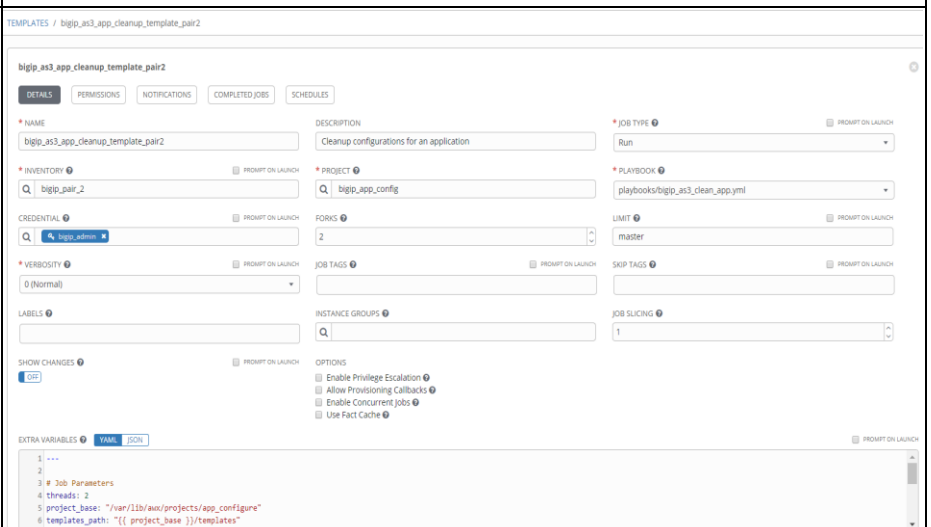 TEMPLATES / bigip_as3_app_cleanup_template_pair2
bigip_as3_app_cleanup_template_pair2
DETAILS PERMISSIONS NOTIFICATIONS COMPLETED JOBS SCHEDULES
* NAME DESCRIPTION * JOB TYPE PROMPT ON LAUNCH
bigip_as3_app_cleanup_template_pair2 Cleanup configurations for an application Run
* INVENTORY PROMPT ON LAUNCH * PROJECT * PLAYBOOK
bigip_pair_2 bigip_app_config playbooks/bigip_as3_clean_app.yml
CREDENTIAL PROMPT ON LAUNCH FORKS LIMIT PROMPT ON LAUNCH
bigip_admin 2 master
* VERBOSITY PROMPT ON LAUNCH JOB TAGS PROMPT ON LAUNCH SKIP TAGS PROMPT ON LAUNCH
0 (Normal)
LABELS INSTANCE GROUPS JOB SLICING
1
SHOW CHANGES PROMPT ON LAUNCH OPTIONS
OFF Enable Privilege Escalation
Allow Provisioning Callbacks
Enable Concurrent Jobs
Use Fact Cache
EXTRA VARIABLES YAML JSON PROMPT ON LAUNCH
1 ---
2
3 # Job Parameters
4 threads: 2
5 project_base: "/var/lib/awx/projects/app_configure"
6 templates_path: "{{ project_base }}/templates"